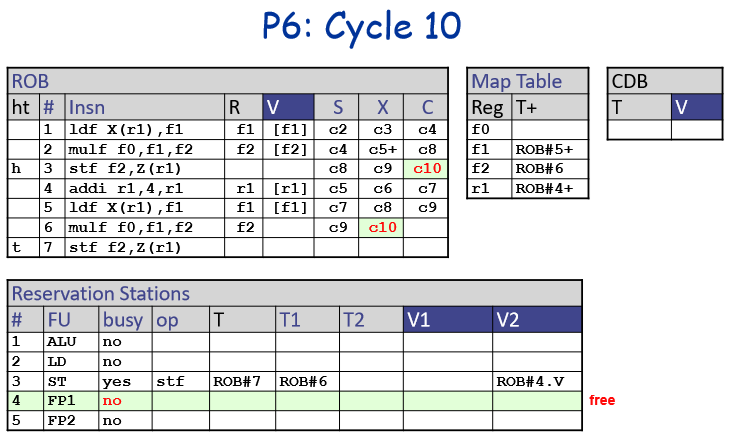 P6: Cycle 10
ROB
ht # Insn R V S X C
1 ldf X(r1),f1 f1 [f1] c2 c3 c4
2 mulf f0,f1,f2 f2 [f2] c4 c5+ c8
h 3 stf f2,Z(r1) c8 c9 c10
4 addi r1,4,r1 r1 [r1] c5 c6 c7
5 ldf X(r1),f1 f1 [f1] c7 c8 c9
6 mulf f0,f1,f2 f2 c9 c10
t 7 stf f2,Z(r1)
Map Table
Reg T+
f0
f1 ROB#5+
f2 ROB#6
r1 ROB#4+
CDB
T V
Reservation Stations
# FU busy op T T1 T2 V1 V2
1 ALU no
2 LD no
3 ST yes stf ROB#7 ROB#6 ROB#4.V
4 FP1 no free
5 FP2 no